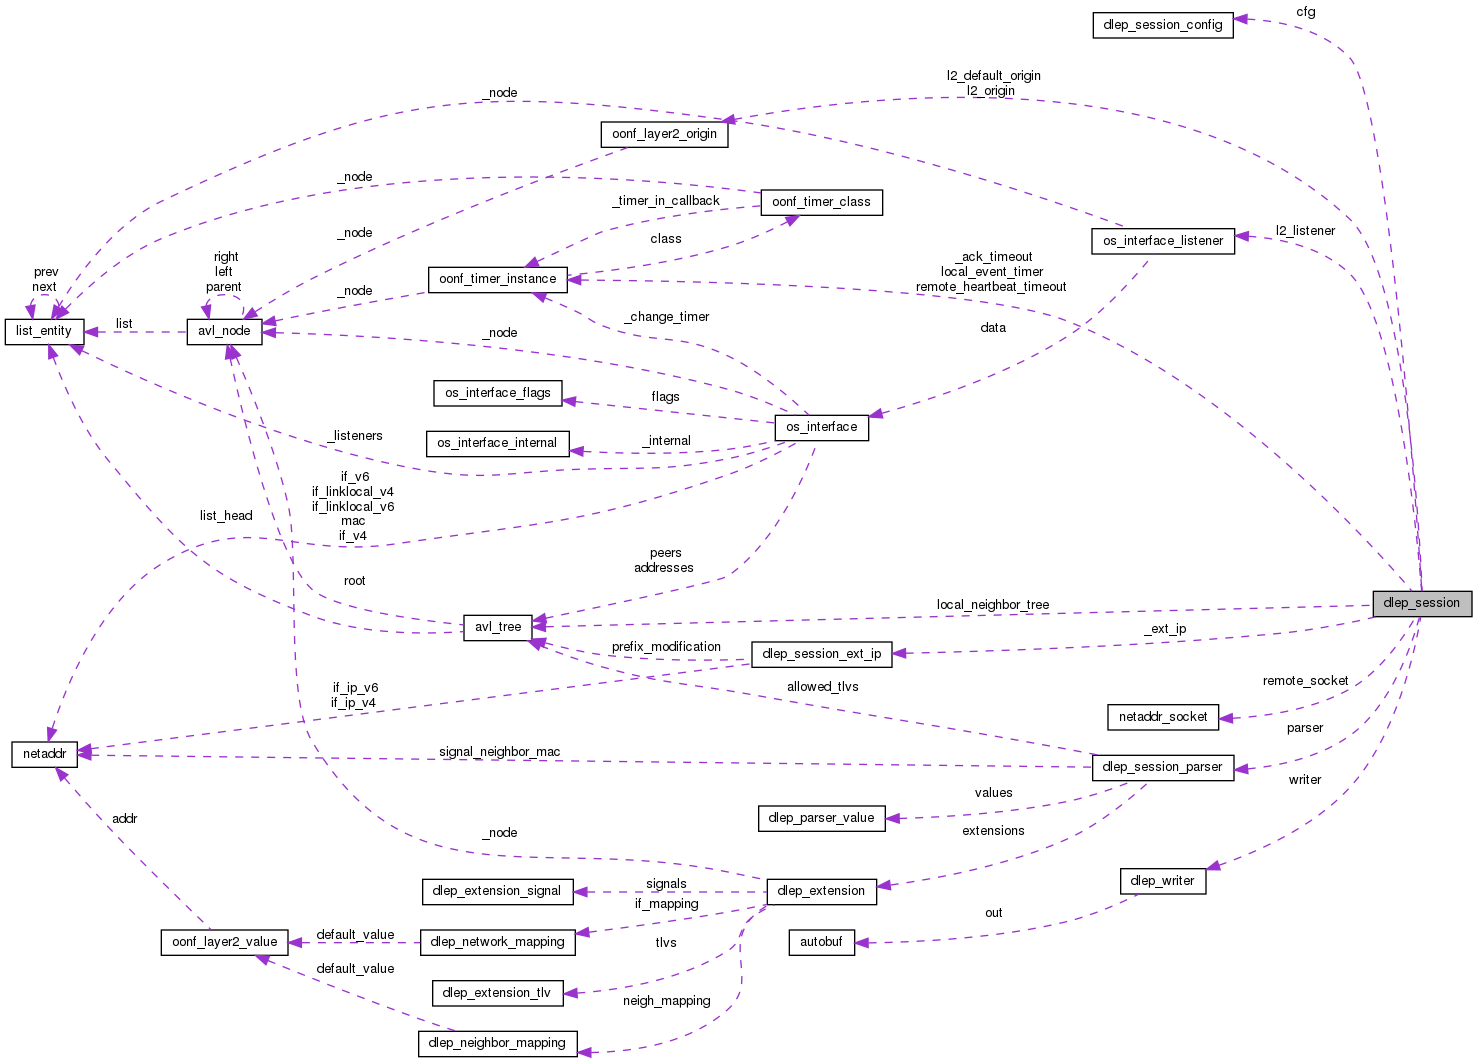 cfg
dlep_session_config
l2_default_origin
l2_origin
_node
oonf_layer2_origin
_node
_timer_in_callback
oonf_timer_class
_node
class
l2_listener
os_interface_listener
right
left
parent
prev
next
_ack_timeout
local_event_timer
remote_heartbeat_timeout
oonf_timer_instance
_node
list
list_entity
avl_node
_change_timer
_node
data
os_interface_flags
flags
os_interface
_listeners
os_interface_internal
_internal
if_v6
if_linklocal_v4
if_linklocal_v6
mac
if_v4
list_head
peers
addresses
root
local_neighbor_tree
dlep_session
avl_tree
_ext_ip
prefix_modification
dlep_session_ext_ip
if_ip_v6
if_ip_v4
allowed_tlvs
remote_socket
netaddr_socket
parser
netaddr
signal_neighbor_mac
dlep_session_parser
writer
values
dlep_parser_value
addr
_node
extensions
signals
dlep_extension_signal
dlep_extension
dlep_writer
if_mapping
out
oonf_layer2_value
default_value
dlep_network_mapping
tlvs
autobuf
default_value
dlep_extension_tlv
neigh_mapping
dlep_neighbor_mapping